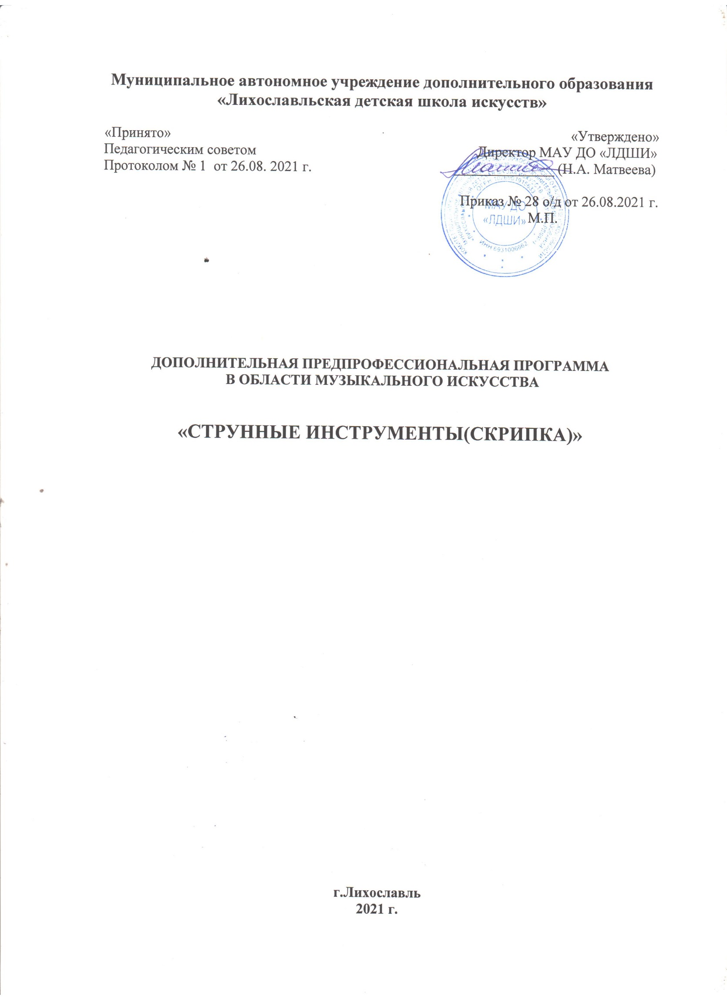 Муниципальное автономное учреждение дополнительного образования
«Лихославльская детская школа искусств»
«Принято»
Педагогическим советом
Протоколом № 1 от 26.08. 2021 г.
«Утверждено»
Директор МАУ ДО «ЛДШИ»
(Н.А. Матвеева)
Приказ № 28 о/д от 26.08.2021 г.
М.П.
МАУ ДО
«ЛДШИ»
ИНН 6931006662
ДОПОЛНИТЕЛЬНАЯ ПРЕДПРОФЕССИОНАЛЬНАЯ ПРОГРАММА
В ОБЛАСТИ МУЗЫКАЛЬНОГО ИСКУССТВА
«СТРУННЫЕ ИНСТРУМЕНТЫ(СКРИПКА)»
г.Лихославль
2021 г.